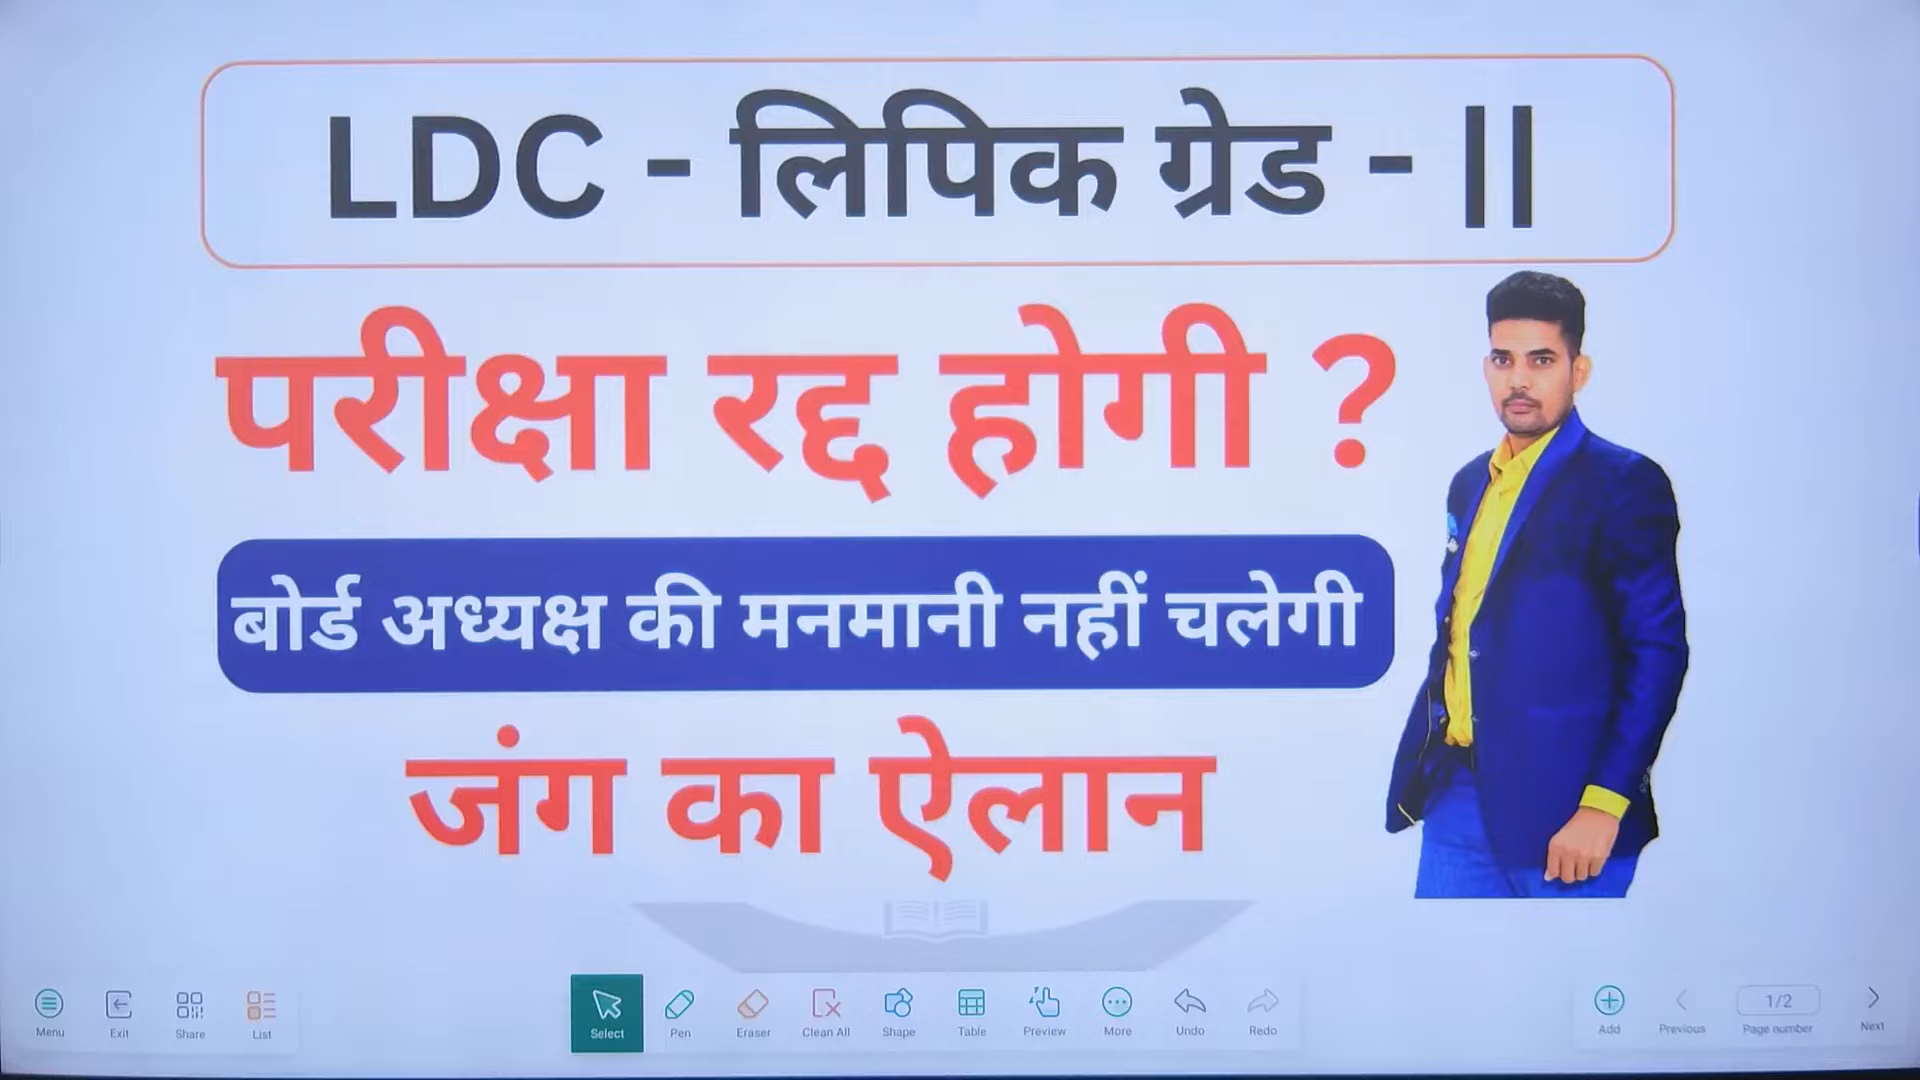 LDC - लिपिक ग्रेड - ||
परीक्षा रद्द होगी ?
बोर्ड अध्यक्ष की मनमानी नहीं चलेगी
जंग का ऐलान
Menu Exit Share List Select Pen Eraser Clean All Shape Table Preview More Undo Redo Add Previous 1/2 Page number Next